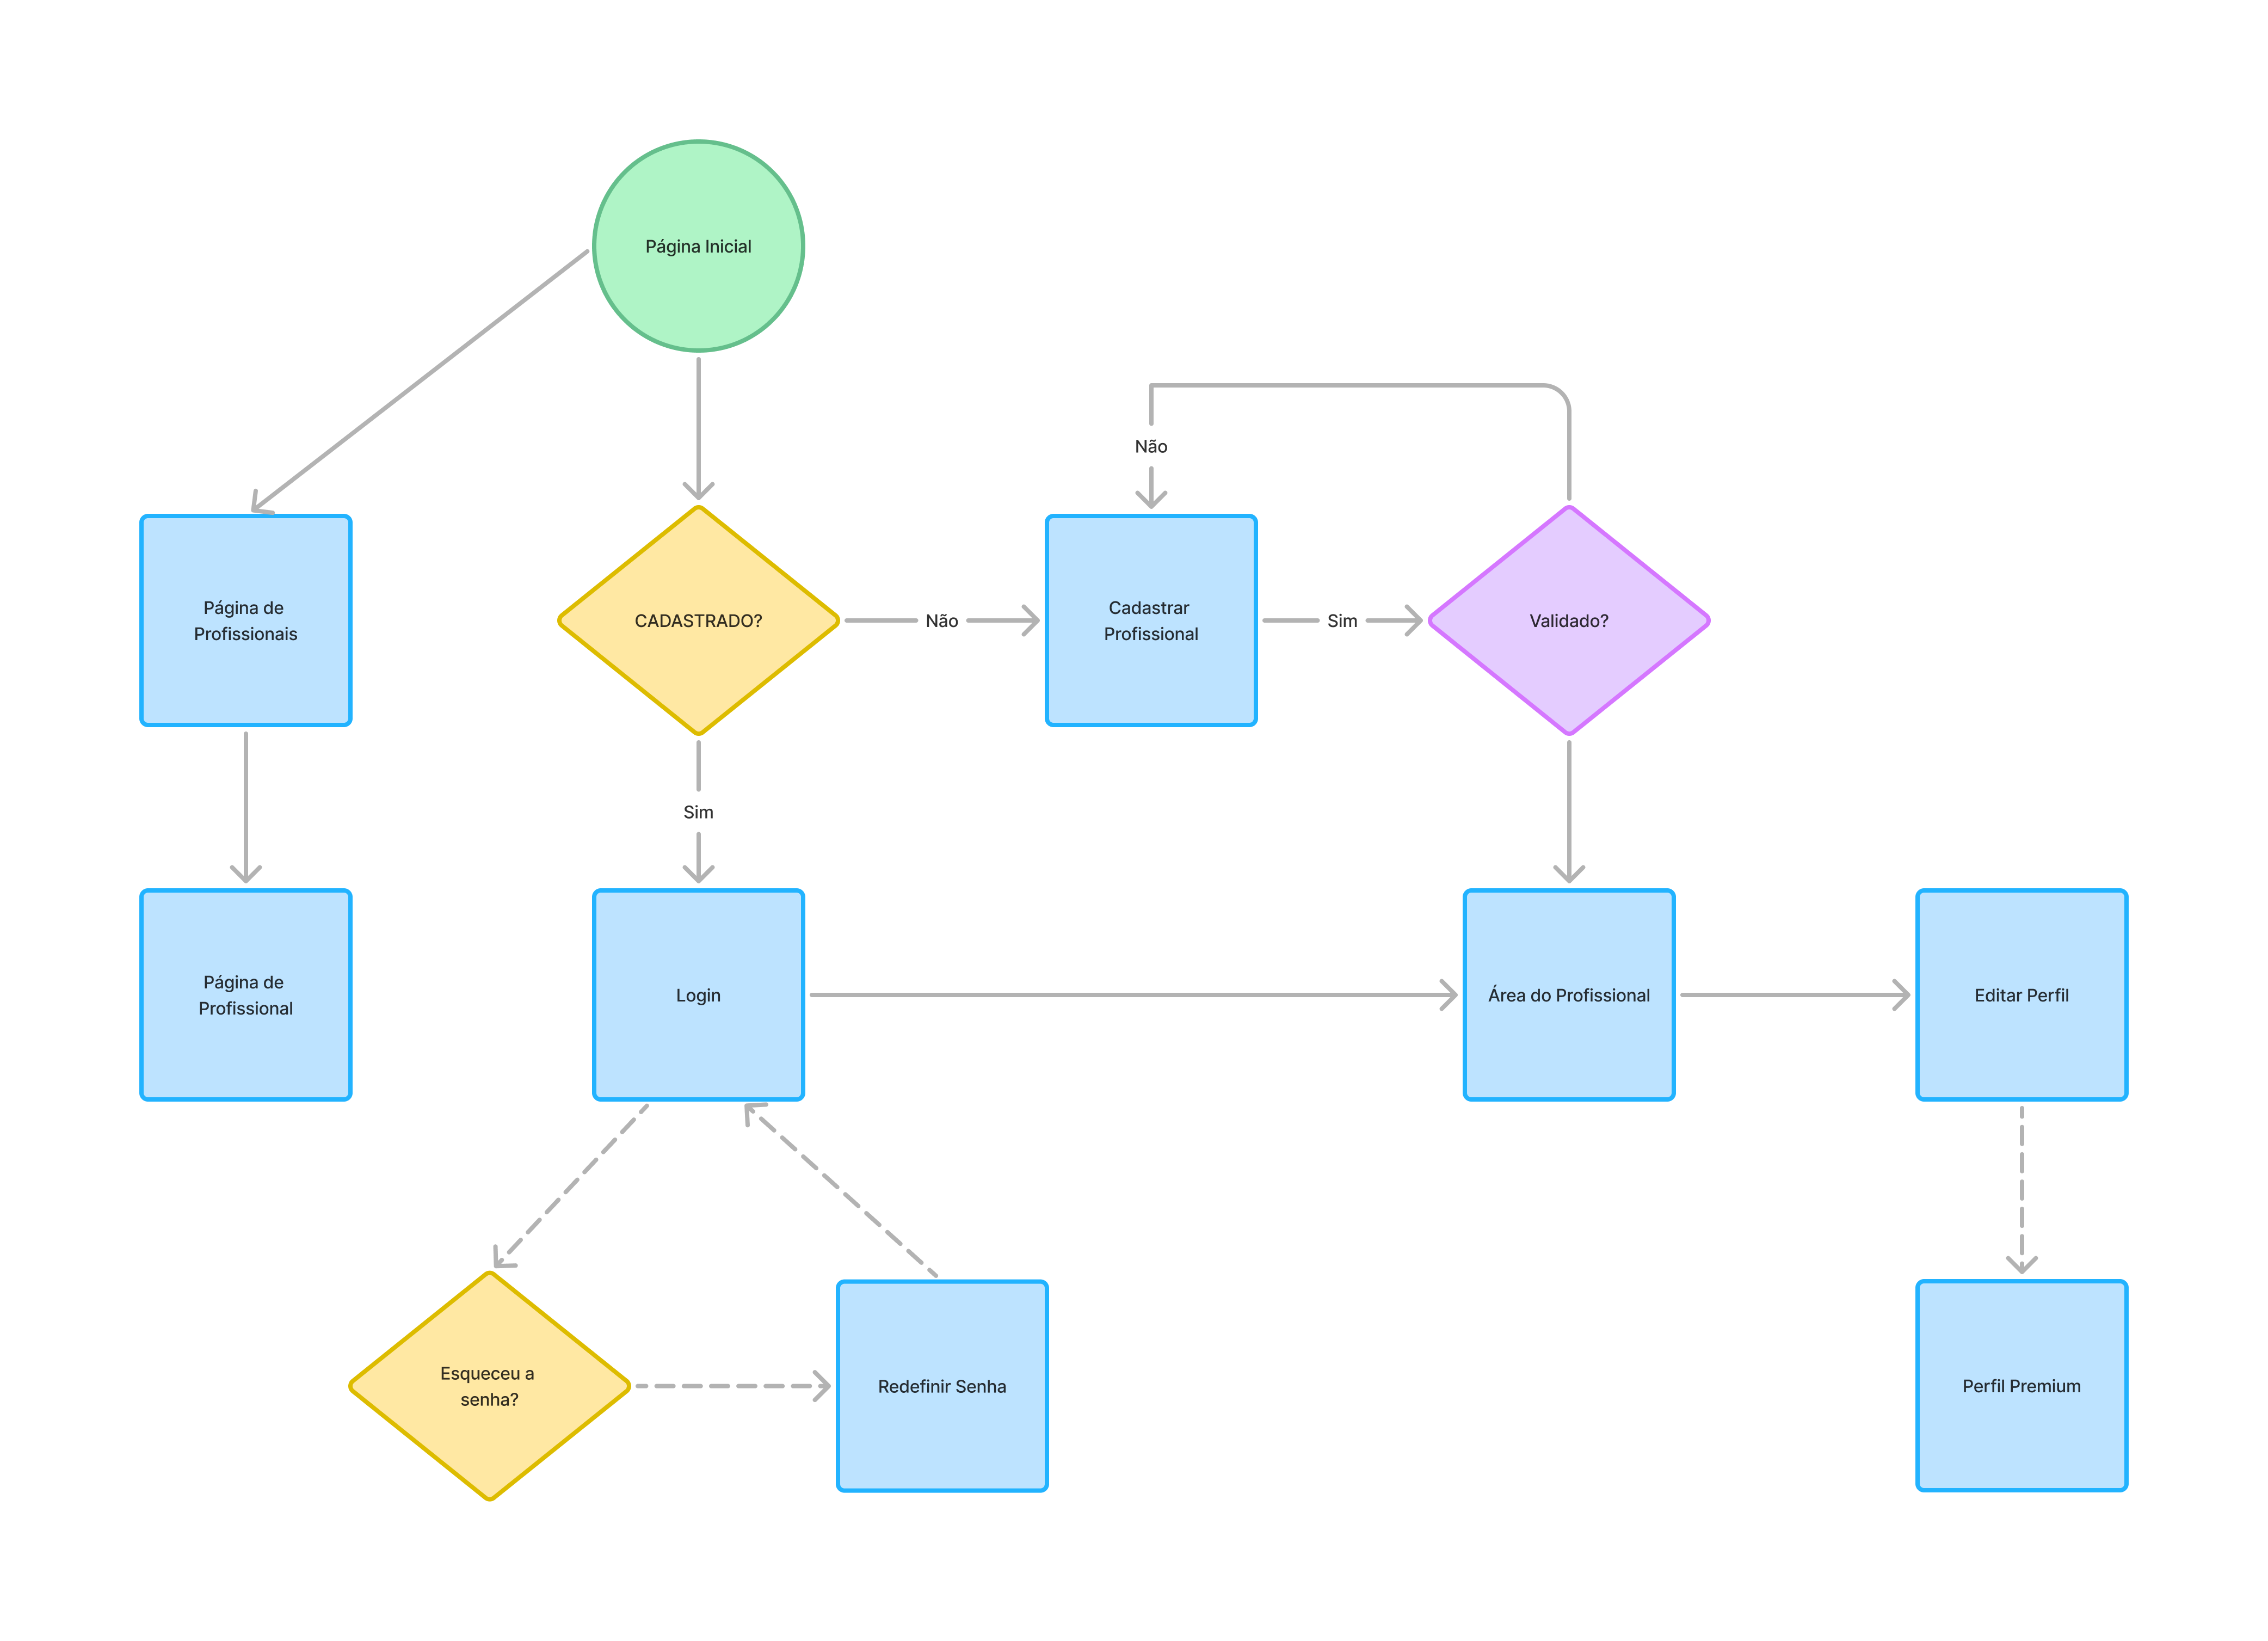 Página Inicial
Não
Página de
Profissionais
CADASTRADO?
Não
Cadastrar
Profissional
Sim
Validado?
Sim
Página de
Profissional
Login
Área do Profissional
Editar Perfil
Esqueceu a
senha?
Redefinir Senha
Perfil Premium